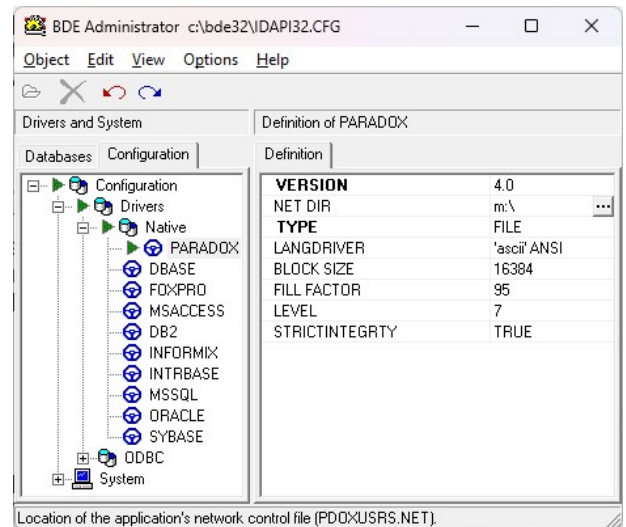 BDE Administrator c:\bde32\IDAPI32.CFG
Object Edit View Options Help
Drivers and System
Definition of PARADOX
Databases Configuration
Definition
Configuration
Drivers
Native
PARADOX
DBASE
FOXPRO
MSACCESS
DB2
INFORMIX
INTRBASE
MSSQL
ORACLE
SYBASE
ODBC
System
VERSION 4.0
NET DIR m:\ ...
TYPE FILE
LANGDRIVER 'ascii' ANSI
BLOCK SIZE 16384
FILL FACTOR 95
LEVEL 7
STRICTINTEGRTY TRUE
Location of the application's network control file (PDOXUSRS.NET).